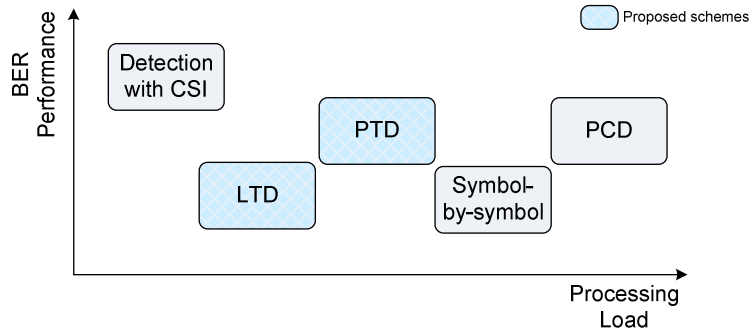 Proposed schemes
BER
Performance
Detection
with CSI
PTD
PCD
LTD
Symbol-
by-symbol
Processing
Load